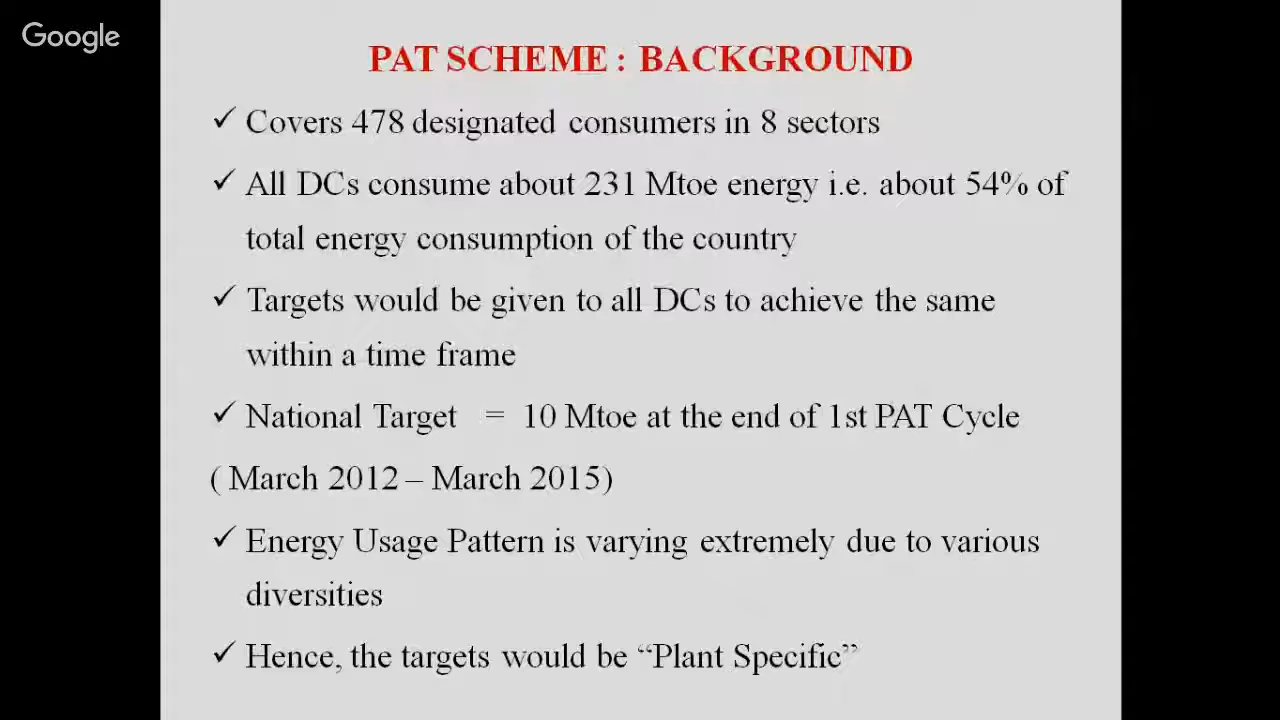 Google
PAT SCHEME : BACKGROUND
✓ Covers 478 designated consumers in 8 sectors
✓ All DCs consume about 231 Mtoe energy i.e. about 54% of
total energy consumption of the country
✓ Targets would be given to all DCs to achieve the same
within a time frame
✓ National Target = 10 Mtoe at the end of 1st PAT Cycle
( March 2012 – March 2015)
✓ Energy Usage Pattern is varying extremely due to various
diversities
✓ Hence, the targets would be “Plant Specific”